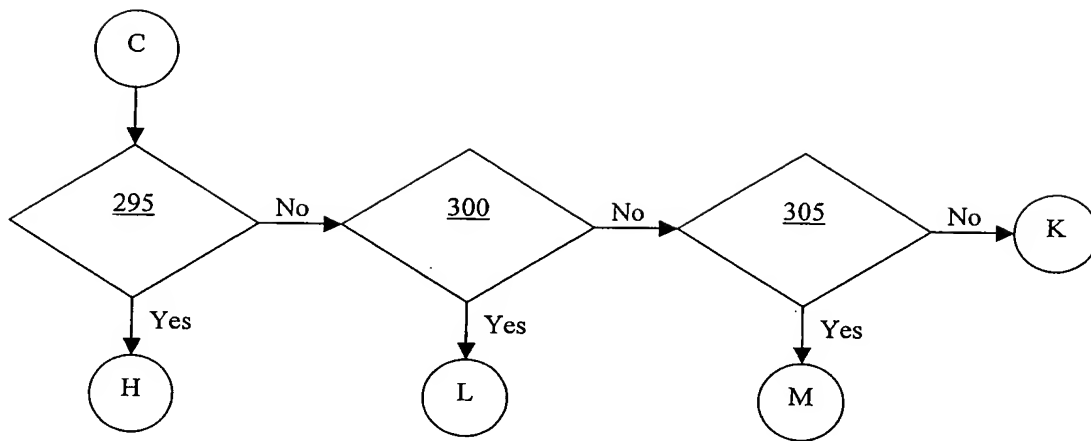 C
295
No
300
No
305
No
K
Yes
Yes
Yes
H
L
M